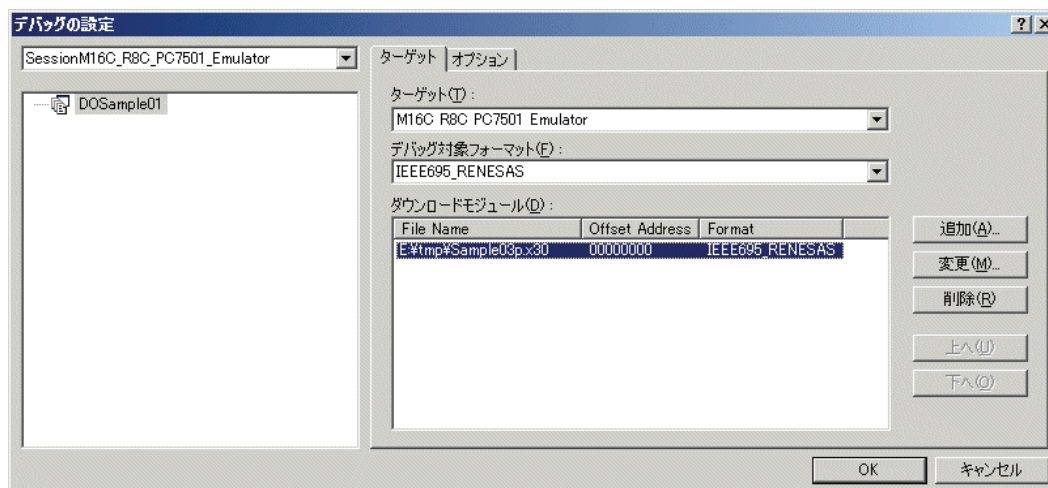 デバッグの設定
SessionM16C_R8C_PC7501_Emulator
DOSample01
ターゲット オプション
ターゲット(T) :
M16C R8C PC7501 Emulator
デバッグ対象フォーマット(F) :
IEEE695_RENESAS
ダウンロードモジュール(D) :
File Name Offset Address Format
E:¥tmp¥Sample03p.x30 00000000 IEEE695_RENESAS
追加(A)...
変更(M)...
削除(R)
上へ(U)
下へ(O)
OK キャンセル